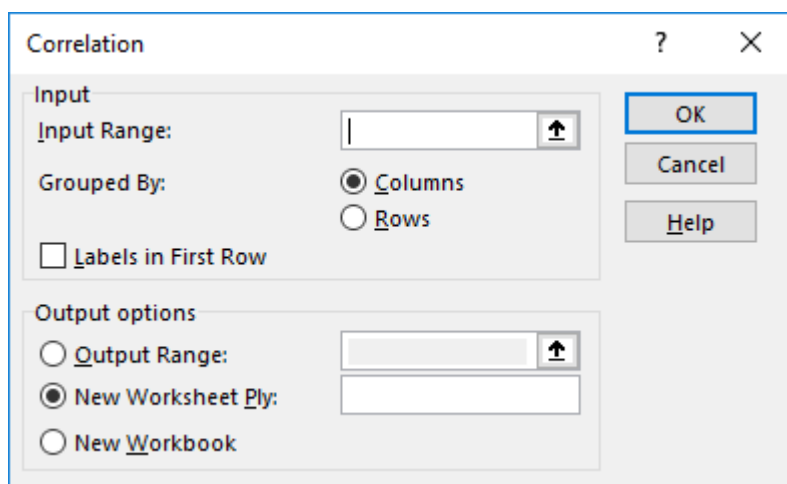 Correlation ? ×
Input
Input Range:
OK
Grouped By: Columns
Cancel
Rows
Help
Labels in First Row
Output options
Output Range:
New Worksheet Ply:
New Workbook